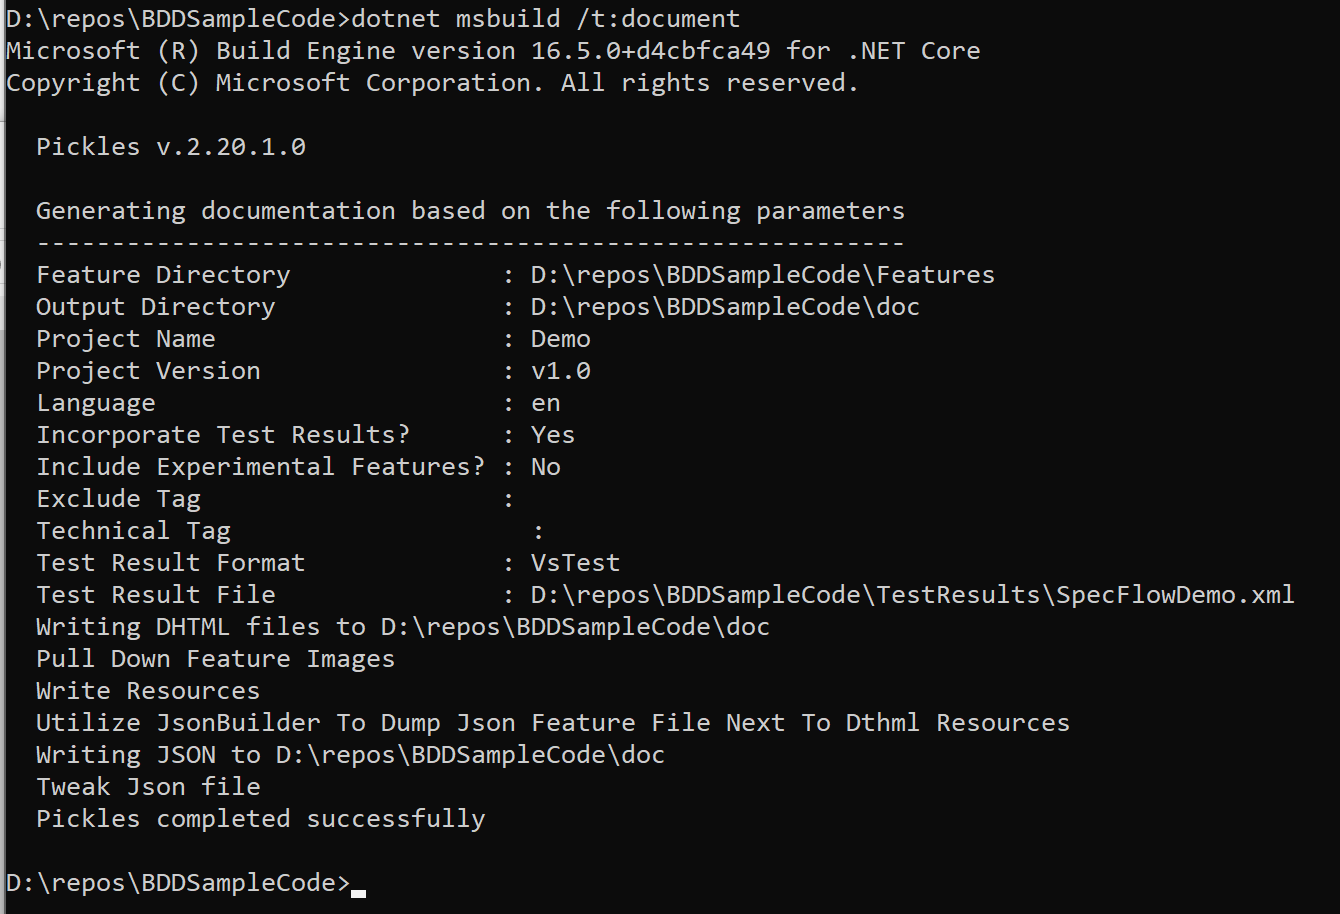 D:\repos\BDDSampleCode>dotnet msbuild /t:document
Microsoft (R) Build Engine version 16.5.0+d4cbfca49 for .NET Core
Copyright (C) Microsoft Corporation. All rights reserved.
Pickles v.2.20.1.0
Generating documentation based on the following parameters
----------------------------------------------------------
Feature Directory              : D:\repos\BDDSampleCode\Features
Output Directory               : D:\repos\BDDSampleCode\doc
Project Name                   : Demo
Project Version                : v1.0
Language                       : en
Incorporate Test Results?      : Yes
Include Experimental Features? : No
Exclude Tag                    :
Technical Tag                    :
Test Result Format             : VsTest
Test Result File               : D:\repos\BDDSampleCode\TestResults\SpecFlowDemo.xml
Writing DHTML files to D:\repos\BDDSampleCode\doc
Pull Down Feature Images
Write Resources
Utilize JsonBuilder To Dump Json Feature File Next To Dthml Resources
Writing JSON to D:\repos\BDDSampleCode\doc
Tweak Json file
Pickles completed successfully
D:\repos\BDDSampleCode>